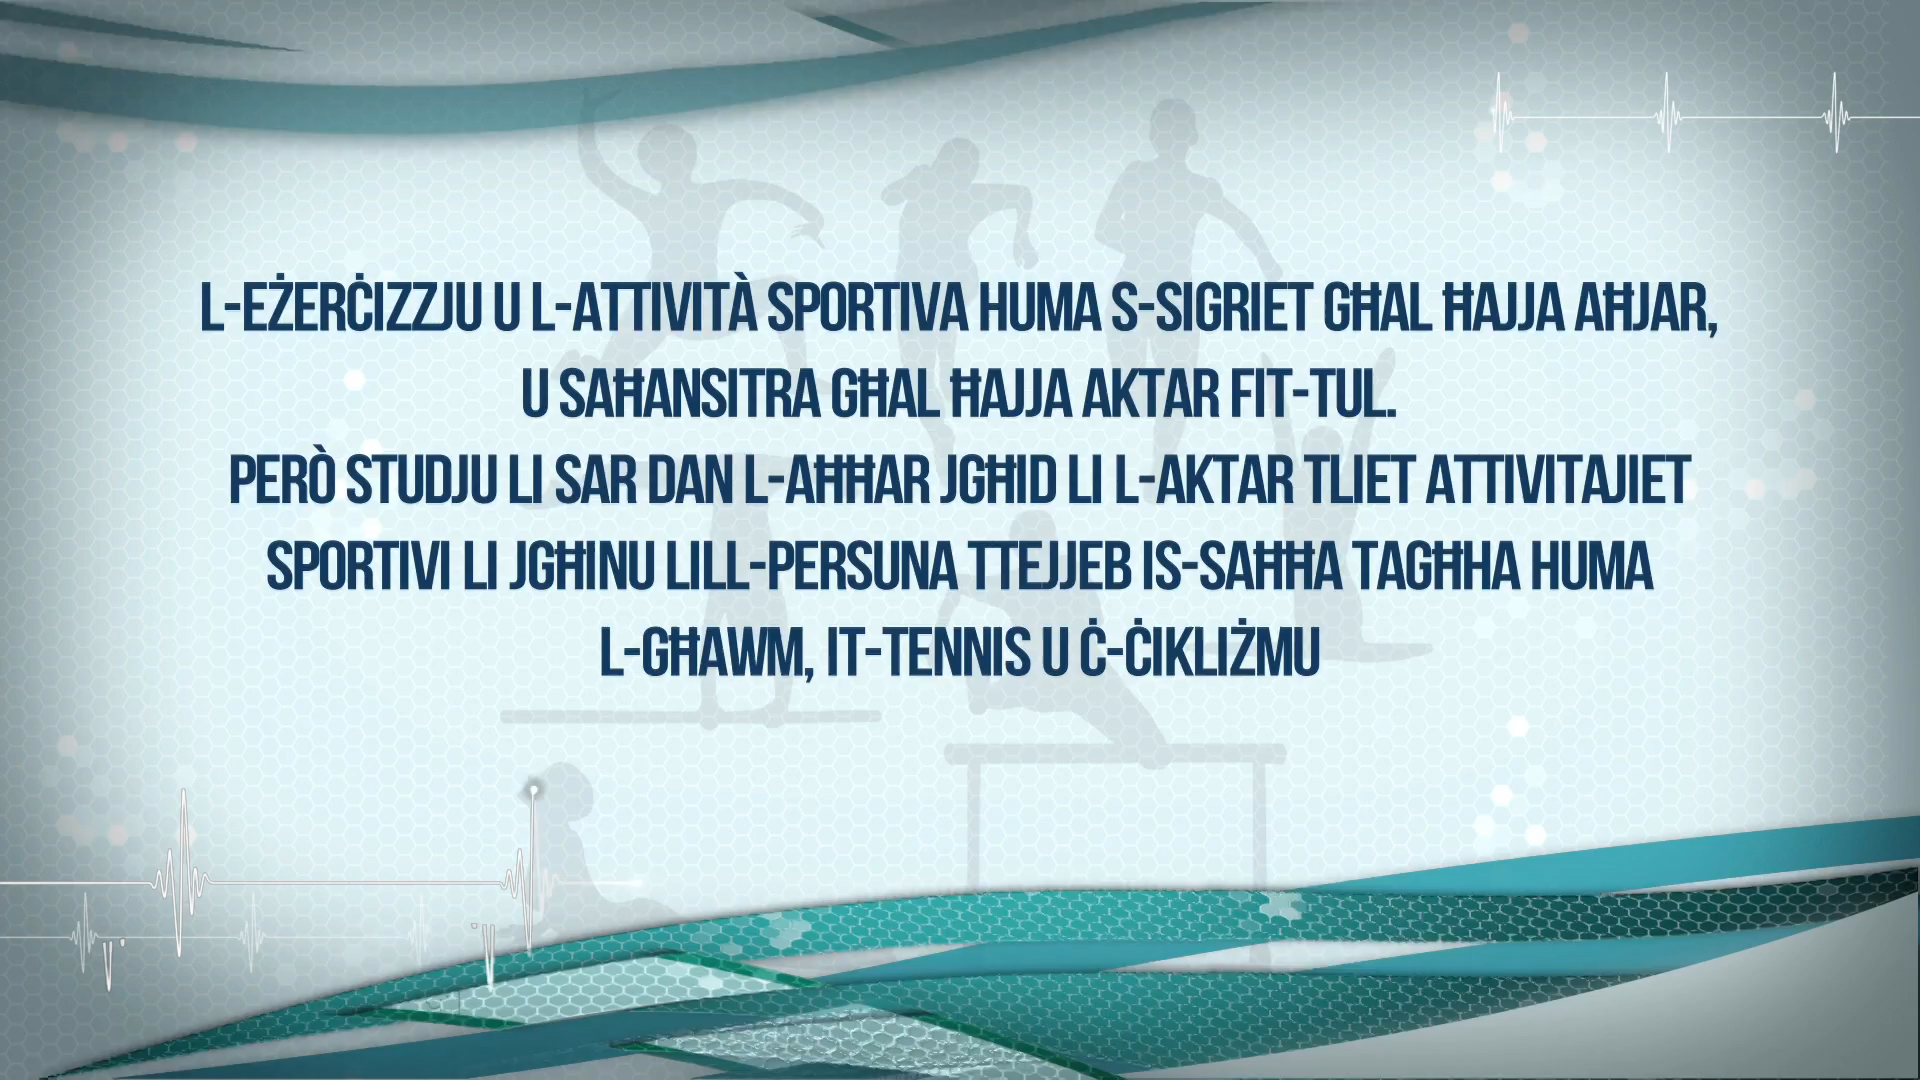 L-EŻERĊIZZJU U L-ATTIVITÀ SPORTIVA HUMA S-SIGRIET GĦAL ĦAJJA AĦJAR,
U SAĦANSITRA GĦAL ĦAJJA AKTAR FIT-TUL.
PERÒ STUDJU LI SAR DAN L-AĦĦAR JGĦID LI L-AKTAR TLIET ATTIVITAJIET
SPORTIVI LI JGĦINU LILL-PERSUNA TTEJJEB IS-SAĦĦA TAGĦHA HUMA
L-GĦAWM, IT-TENNIS U Ċ-ĊIKLIŻMU